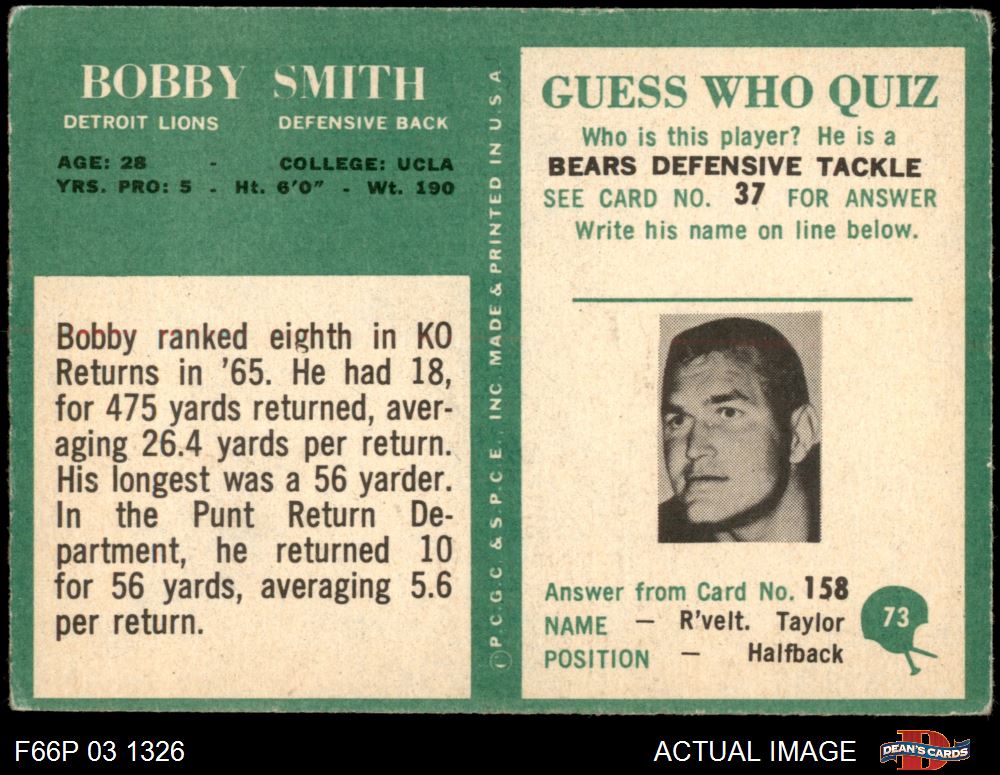 BOBBY SMITH
DETROIT LIONS DEFENSIVE BACK
AGE: 28 - COLLEGE: UCLA
YRS. PRO: 5 - Ht. 6'0" - Wt. 190
Bobby ranked eighth in KO
Returns in '65. He had 18,
for 475 yards returned, aver-
aging 26.4 yards per return.
His longest was a 56 yarder.
In the Punt Return De-
partment, he returned 10
for 56 yards, averaging 5.6
per return.
© P.C.G.C. & S.P.C.E., INC. MADE & PRINTED IN U.S.A.
GUESS WHO QUIZ
Who is this player? He is a
BEARS DEFENSIVE TACKLE
SEE CARD NO. 37 FOR ANSWER
Write his name on line below.
Answer from Card No. 158
NAME — R'velt. Taylor
POSITION — Halfback
73
F66P 03 1326
ACTUAL IMAGE
DEAN'S CARDS